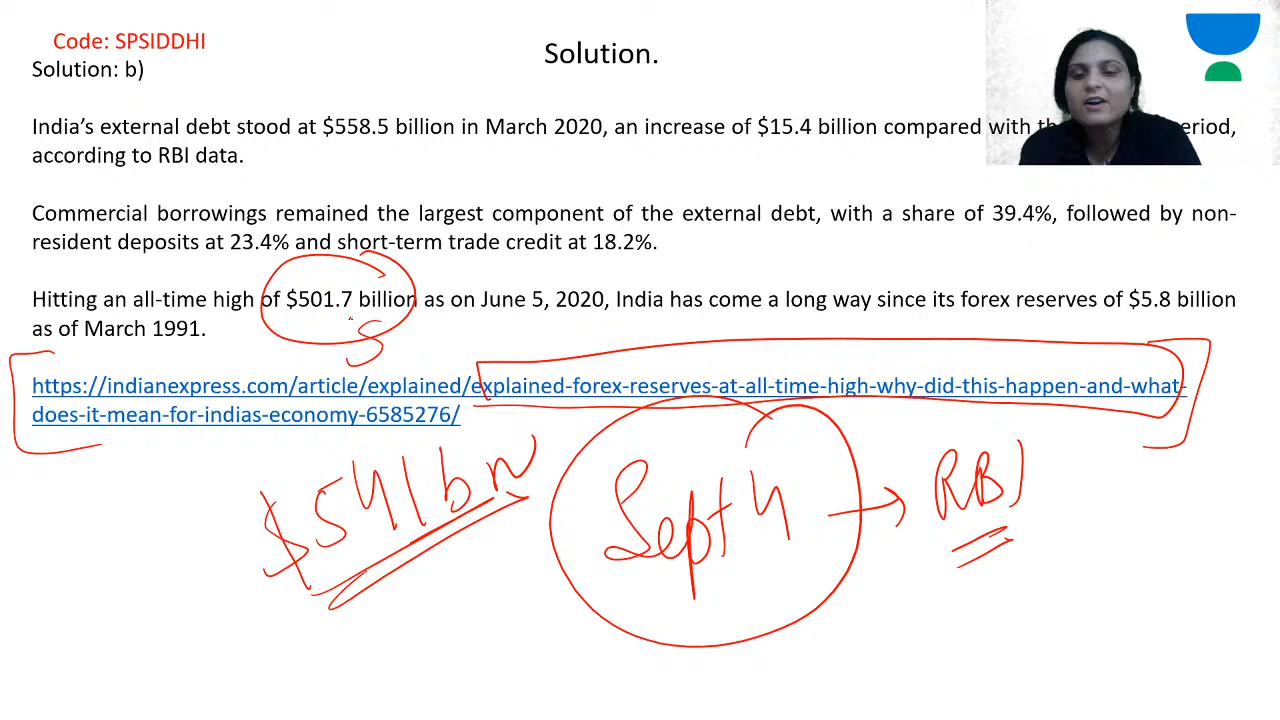 Code: SPSIDDHI
Solution.
Solution: b)
India's external debt stood at $558.5 billion in March 2020, an increase of $15.4 billion compared with eriod,
according to RBI data.
Commercial borrowings remained the largest component of the external debt, with a share of 39.4%, followed by non-
resident deposits at 23.4% and short-term trade credit at 18.2%.
Hitting an all-time high of $501.7 billion as on June 5, 2020, India has come a long way since its forex reserves of $5.8 billion
as of March 1991.
https://indianexpress.com/article/explained/explained-forex-reserves-at-all-time-high-why-did-this-happen-and-what-
does-it-mean-for-indias-economy-6585276/
$541bn Sept 4 → RBI